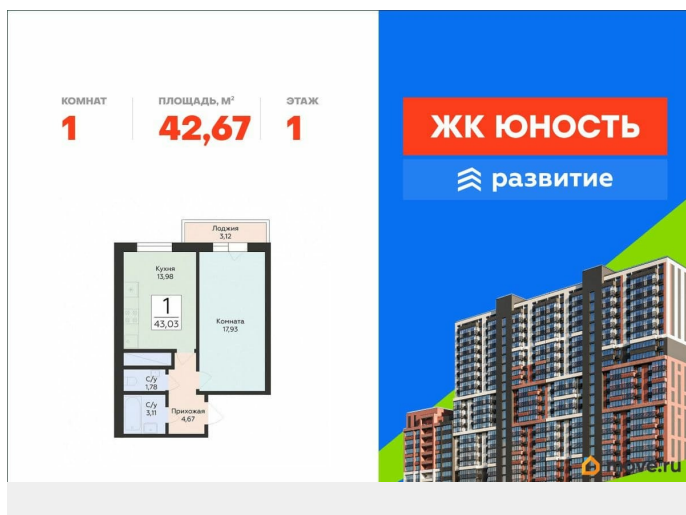 КОМНАТ
1
ПЛОЩАДЬ, М²
42,67
ЭТАЖ
1
ЖК ЮНОСТЬ
развитие
Лоджия
3,12
Кухня
13,98
1
43,03
Комната
17,93
С/у
1,78
С/у
3,11
Прихожая
4,67
move.ru